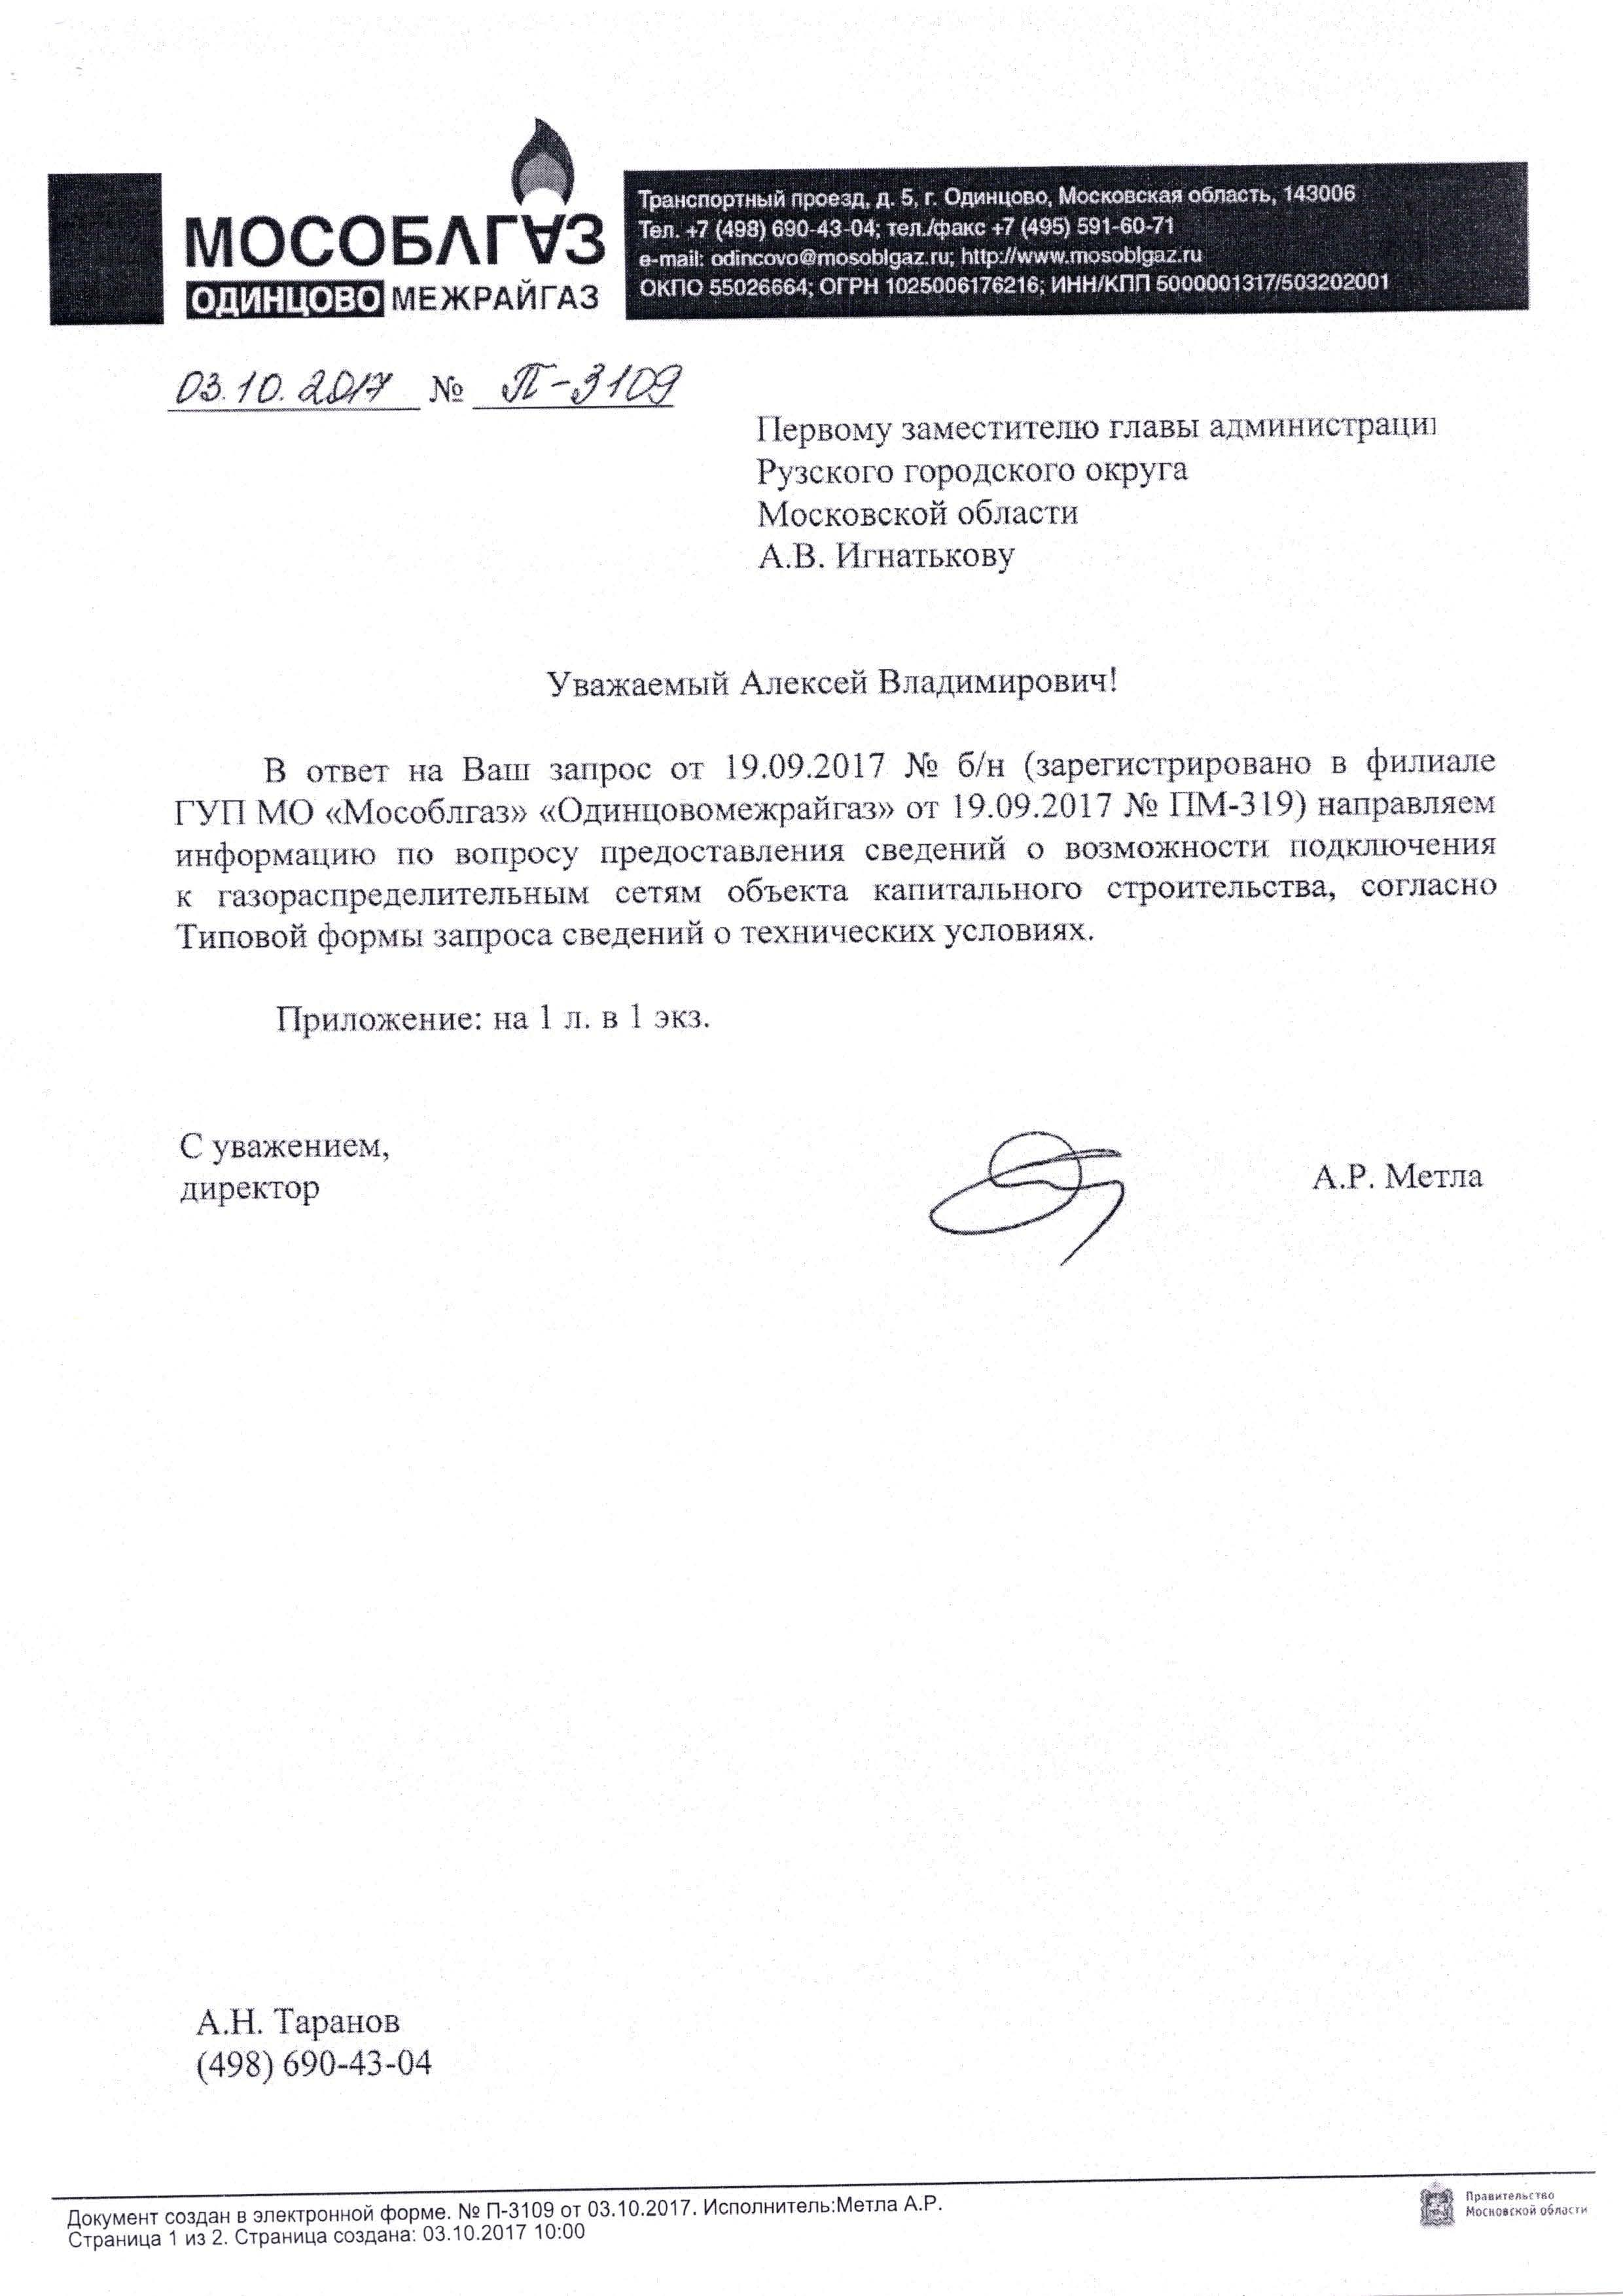 МОСОБЛГАЗ
ОДИНЦОВО МЕЖРАЙГАЗ
Транспортный проезд, д. 5, г. Одинцово, Московская область, 143006
Тел. +7 (498) 690-43-04; тел./факс +7 (495) 591-60-71
e-mail: odincovo@mosoblgaz.ru; http://www.mosoblgaz.ru
ОКПО 55026664; ОГРН 1025006176216; ИНН/КПП 5000001317/503202001
03.10.2017 № П-3109
Первому заместителю главы администраци
Рузского городского округа
Московской области
А.В. Игнатькову
Уважаемый Алексей Владимирович!
В ответ на Ваш запрос от 19.09.2017 № б/н (зарегистрировано в филиале
ГУП МО «Мособлгаз» «Одинцовомежрайгаз» от 19.09.2017 № ПМ-319) направляем
информацию по вопросу предоставления сведений о возможности подключения
к газораспределительным сетям объекта капитального строительства, согласно
Типовой формы запроса сведений о технических условиях.
Приложение: на 1 л. в 1 экз.
С уважением,
директор
А.Р. Метла
А.Н. Таранов
(498) 690-43-04
Документ создан в электронной форме. № П-3109 от 03.10.2017. Исполнитель:Метла А.Р.
Страница 1 из 2. Страница создана: 03.10.2017 10:00
Правительство
Московской области